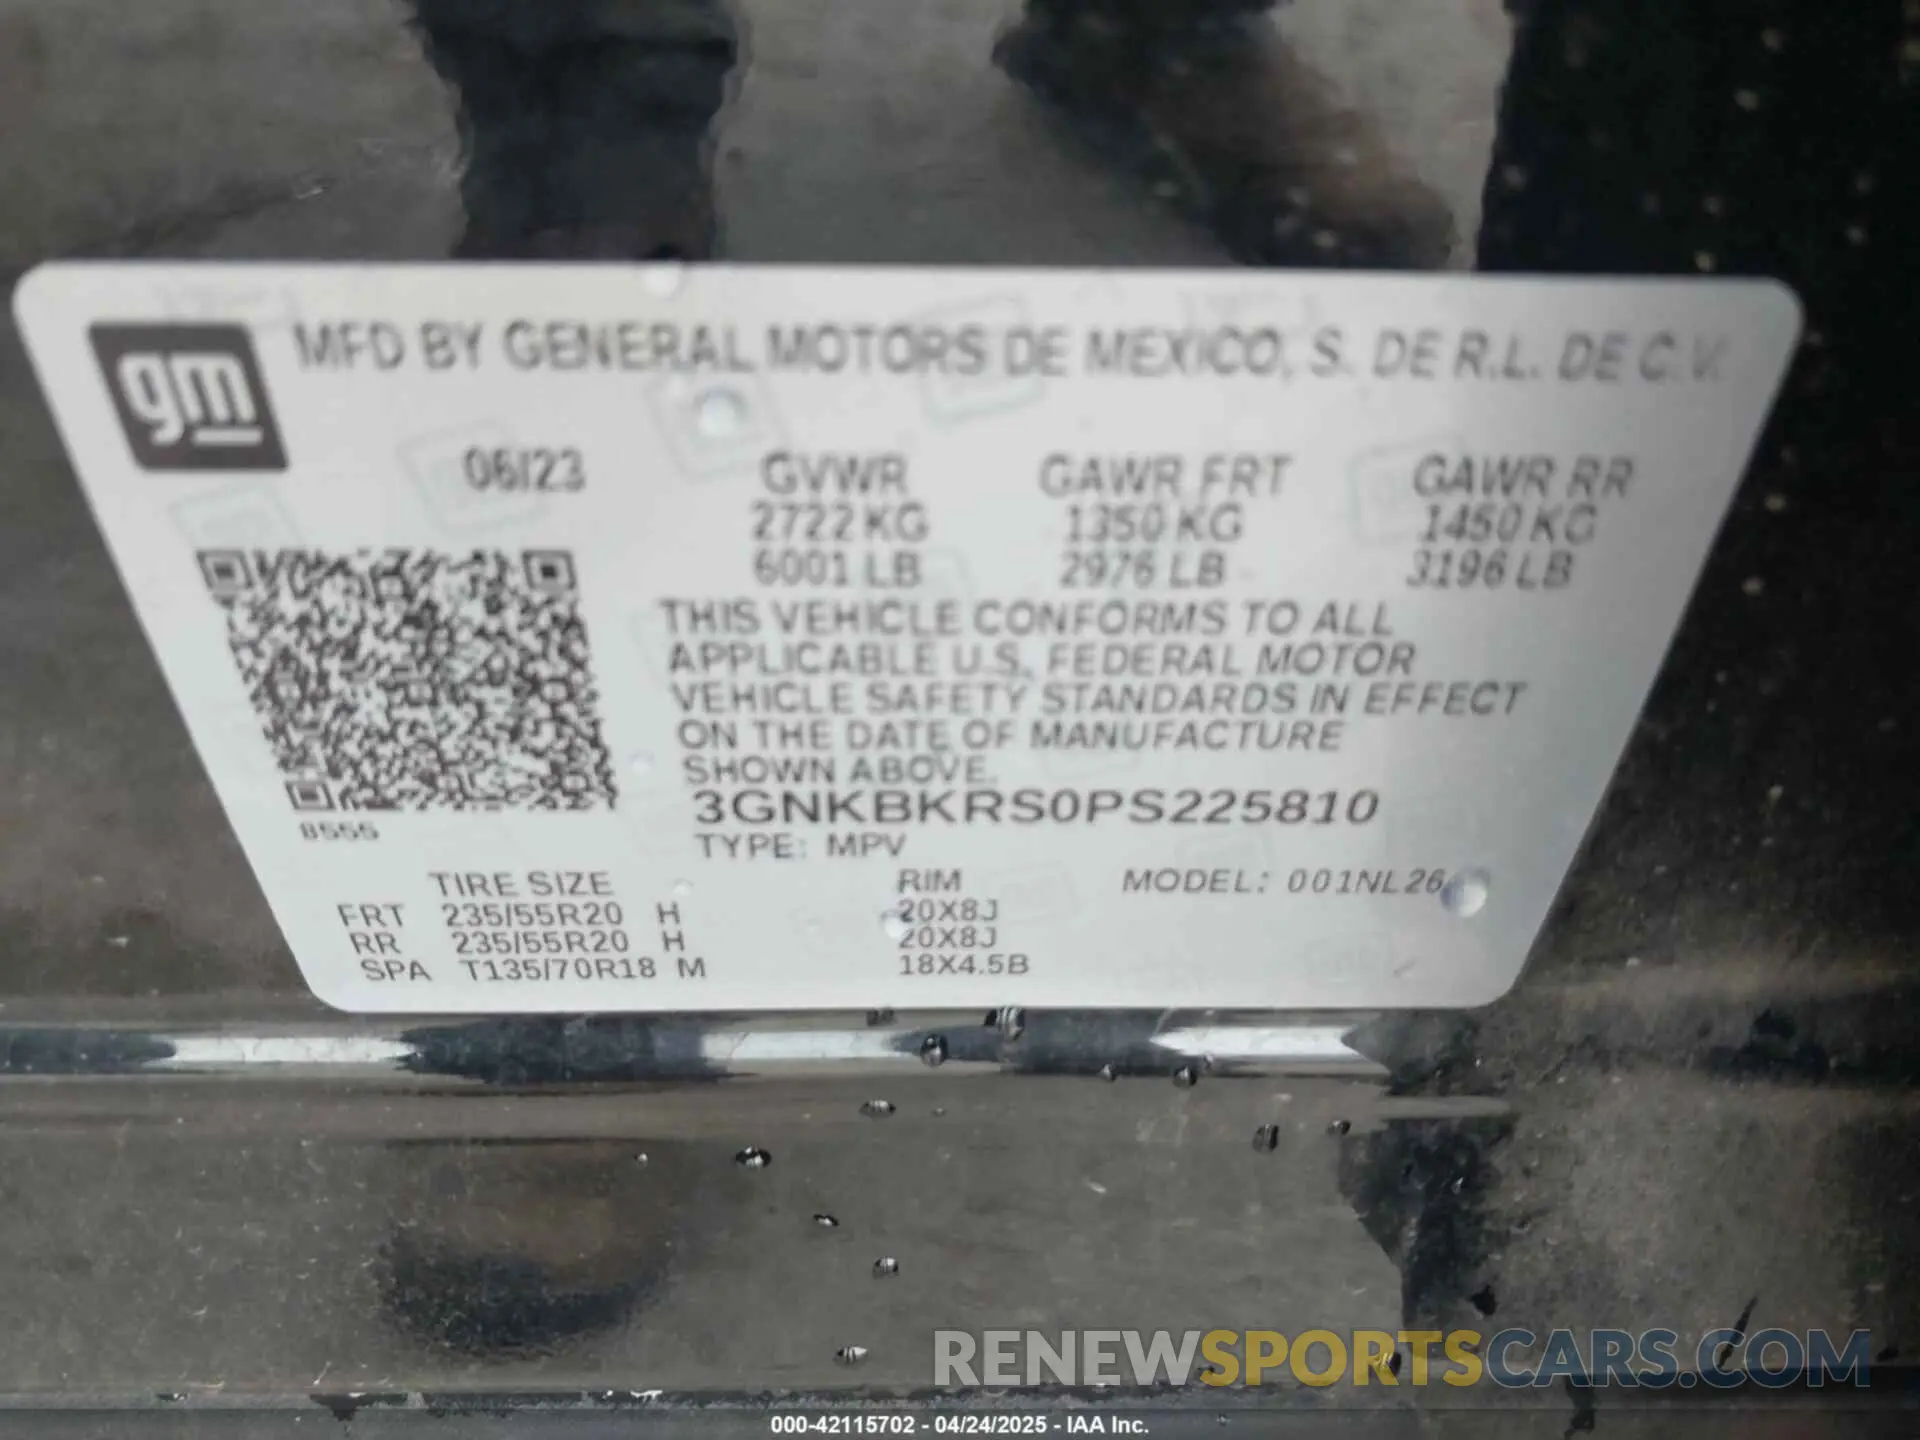 gm
MFD BY GENERAL MOTORS DE MEXICO, S. DE R.L. DE C.V.
06/23 GVWR GAWR FRT GAWR RR
2722 KG 1350 KG 1450 KG
6001 LB 2976 LB 3196 LB
THIS VEHICLE CONFORMS TO ALL
APPLICABLE U.S. FEDERAL MOTOR
VEHICLE SAFETY STANDARDS IN EFFECT
ON THE DATE OF MANUFACTURE
SHOWN ABOVE.
3GNKBKRS0PS225810
8555
TYPE: MPV
TIRE SIZE RIM MODEL:
FRT 235/55R20 H 20X8J
RR 235/55R20 H 20X8J
SPA T135/70R18 M 18X4.5B
RENEWSPORTSCARS.COM
000-42115702 - 04/24/2025 - IAA Inc.